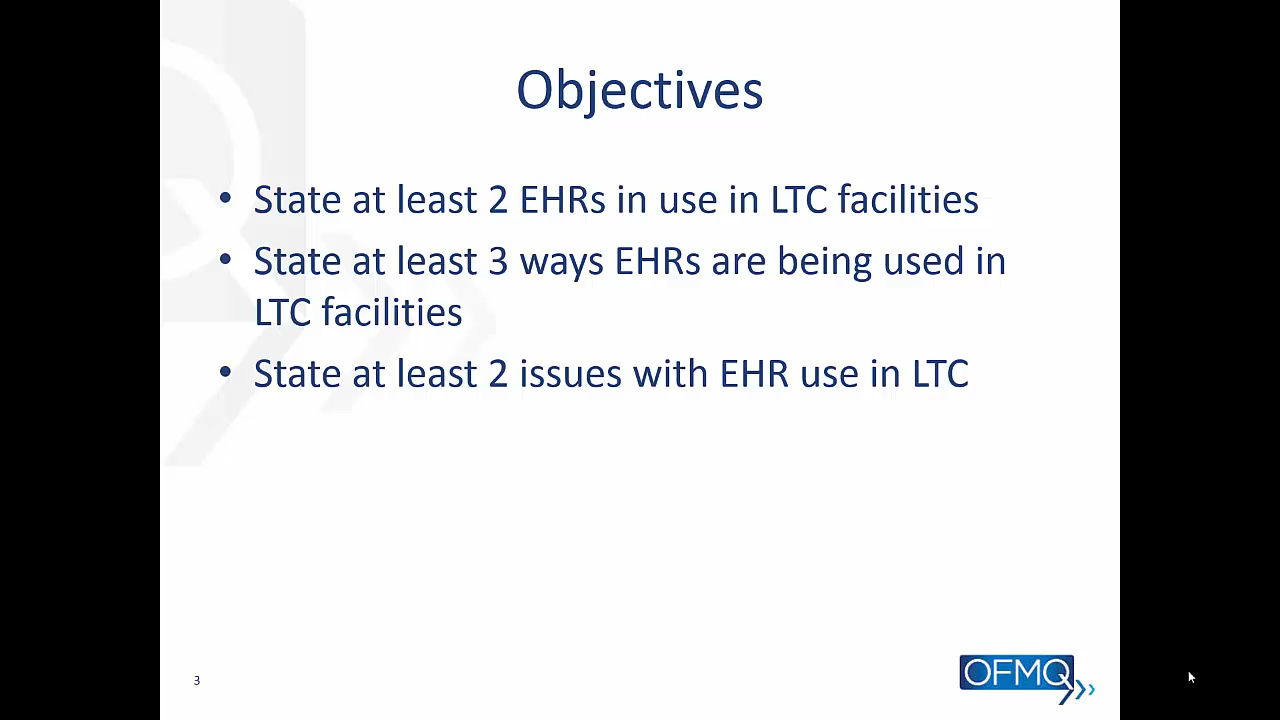 Objectives
• State at least 2 EHRs in use in LTC facilities
• State at least 3 ways EHRs are being used in
LTC facilities
• State at least 2 issues with EHR use in LTC
3
OFMQ